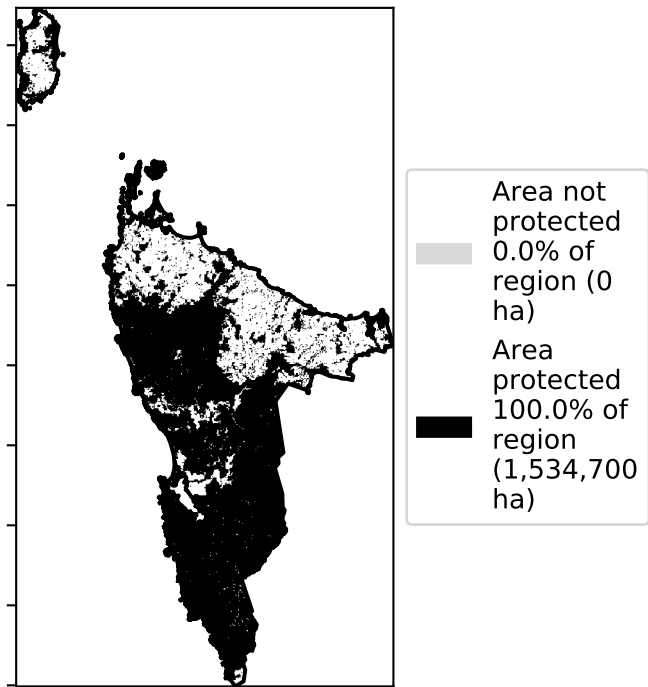 Area not
protected
0.0% of
region (0
ha)
Area
protected
100.0% of
region
(1,534,700
ha)